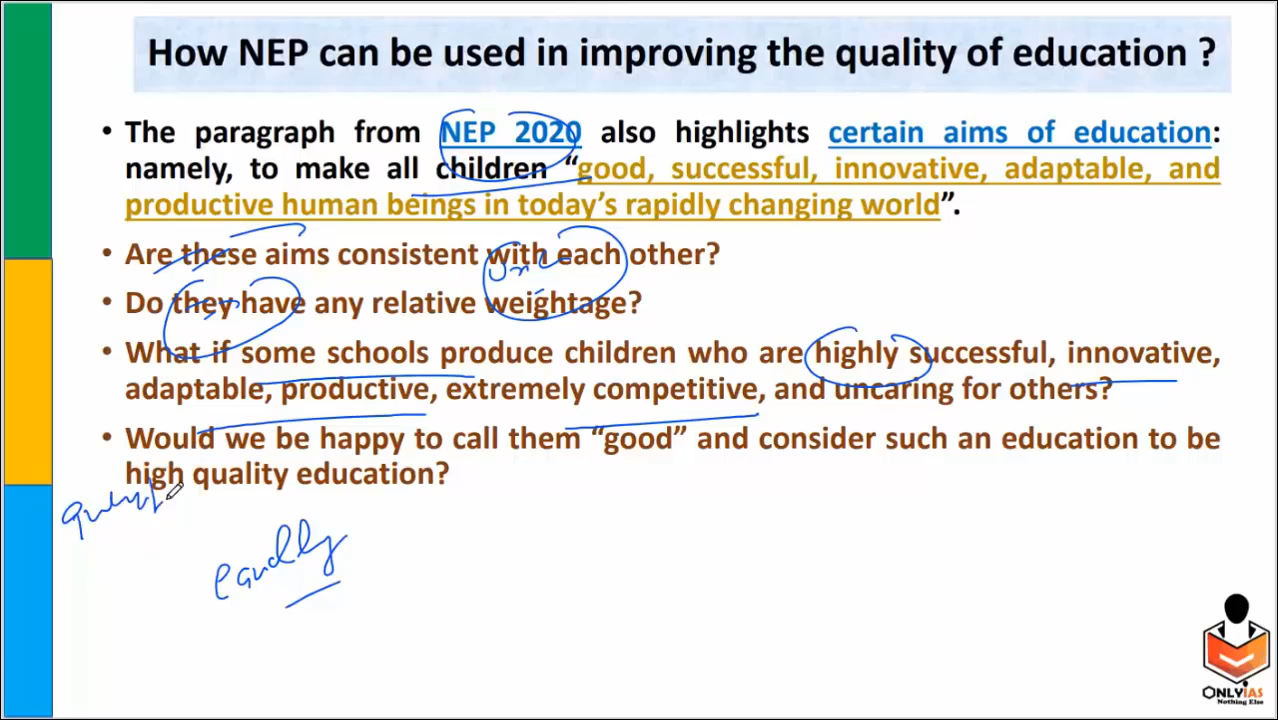 How NEP can be used in improving the quality of education ?
• The paragraph from NEP 2020 also highlights certain aims of education:
namely, to make all children “good, successful, innovative, adaptable, and
productive human beings in today’s rapidly changing world”.
• Are these aims consistent with each other?
• Do they have any relative weightage?
• What if some schools produce children who are highly successful, innovative,
adaptable, productive, extremely competitive, and uncaring for others?
• Would we be happy to call them “good” and consider such an education to be
high quality education?
ONLYIAS
Nothing Else